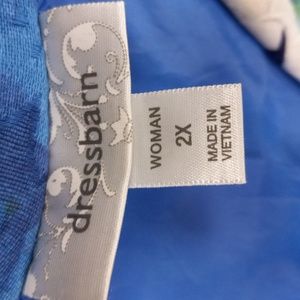 dressbarn
WOMAN
2X
MADE IN
VIETNAM